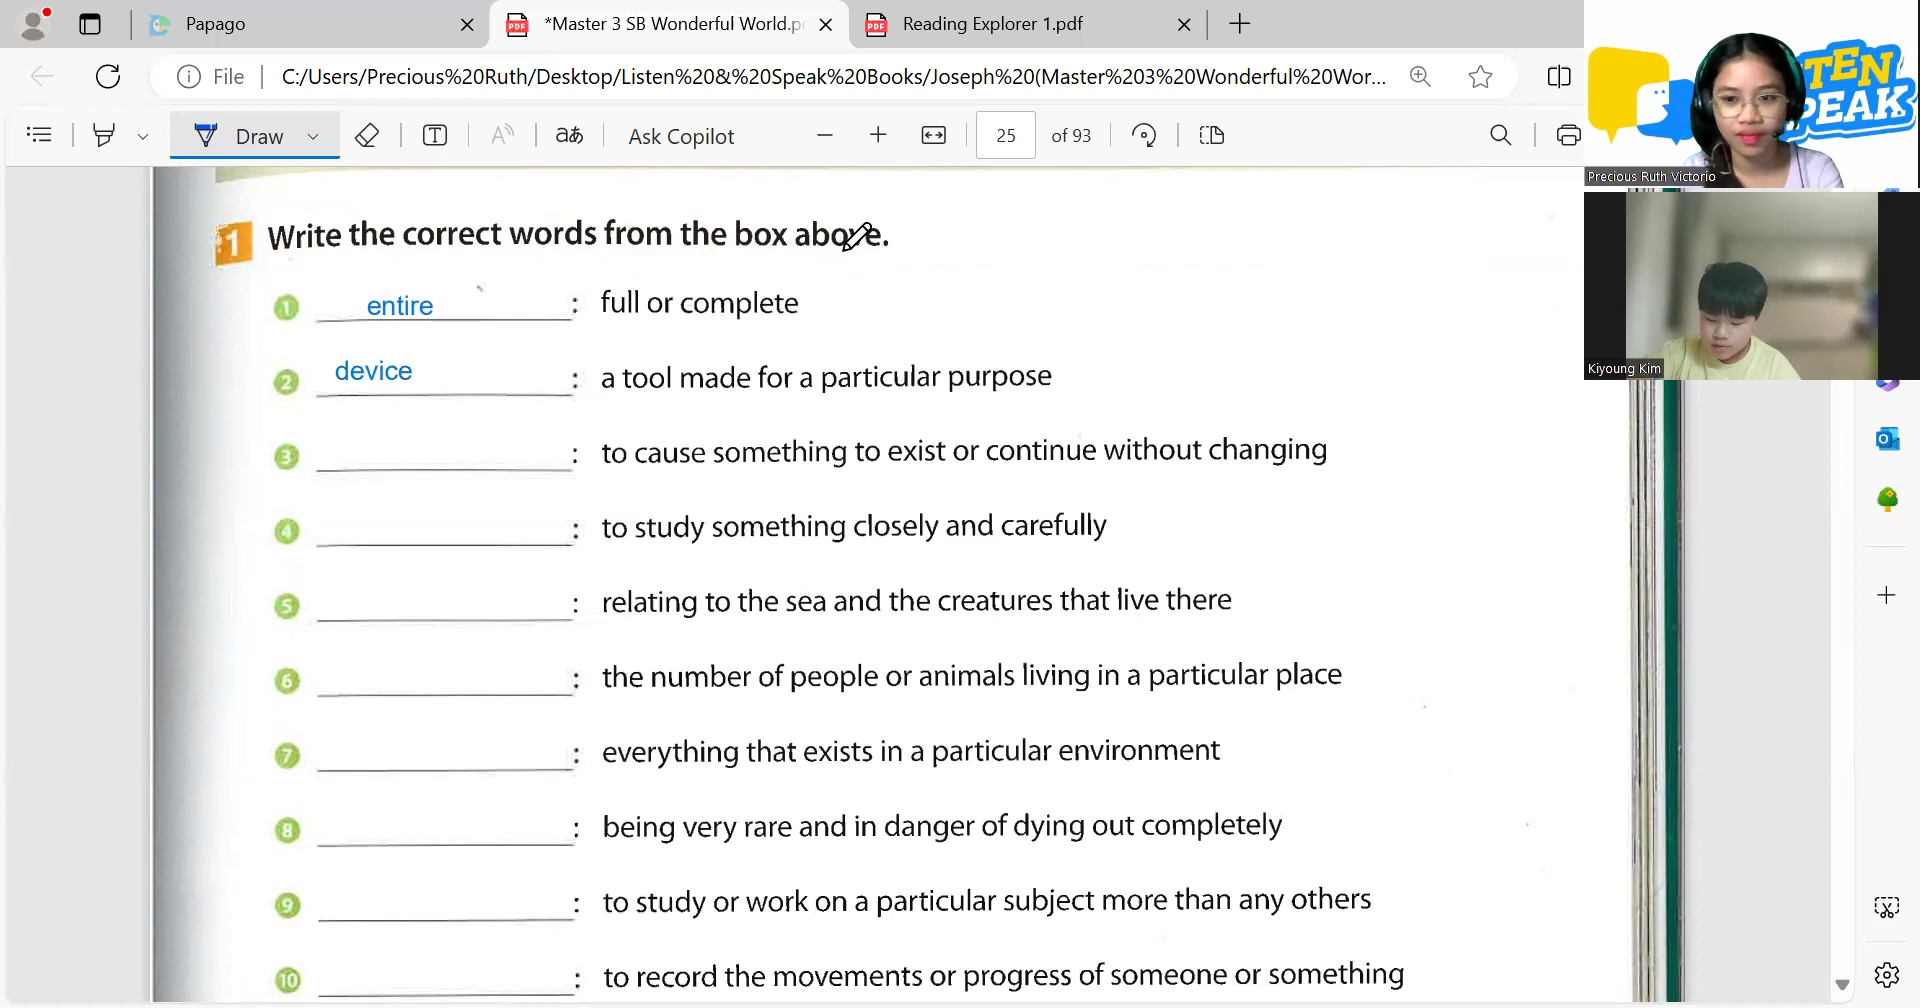 Papago
*Master 3 SB Wonderful World.p
Reading Explorer 1.pdf
File
C:/Users/Precious%20Ruth/Desktop/Listen%20&%20Speak%20Books/Joseph%20(Master%203%20Wonderful%20Wor...
Draw
Ask Copilot
25
of 93
TEN
PEAK
Precious Ruth Victorio
Kiyoung Kim
1 Write the correct words from the box above.
1 entire : full or complete
2 device : a tool made for a particular purpose
3 : to cause something to exist or continue without changing
4 : to study something closely and carefully
5 : relating to the sea and the creatures that live there
6 : the number of people or animals living in a particular place
7 : everything that exists in a particular environment
8 : being very rare and in danger of dying out completely
9 : to study or work on a particular subject more than any others
10 : to record the movements or progress of someone or something